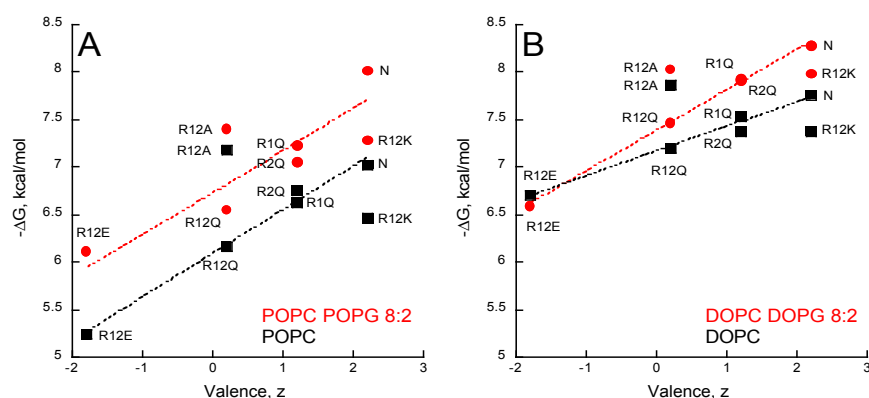 A
-ΔG, kcal/mol
8.5
8
7.5
7
6.5
6
5.5
5
N
R12A
R12A
R1Q
R12K
R2Q
N
R2Q
R12Q
R1Q
R12K
R12E
R12Q
R12E
POPC POPG 8:2
POPC
-2 -1 0 1 2 3
Valence, z
B
-ΔG, kcal/mol
8.5
8
7.5
7
6.5
6
5.5
5
N
R12A
R1Q
R12K
R12A
R2Q
N
R12Q
R1Q
R12K
R2Q
R12E
R12Q
R12E
DOPC DOPG 8:2
DOPC
-2 -1 0 1 2 3
Valence, z